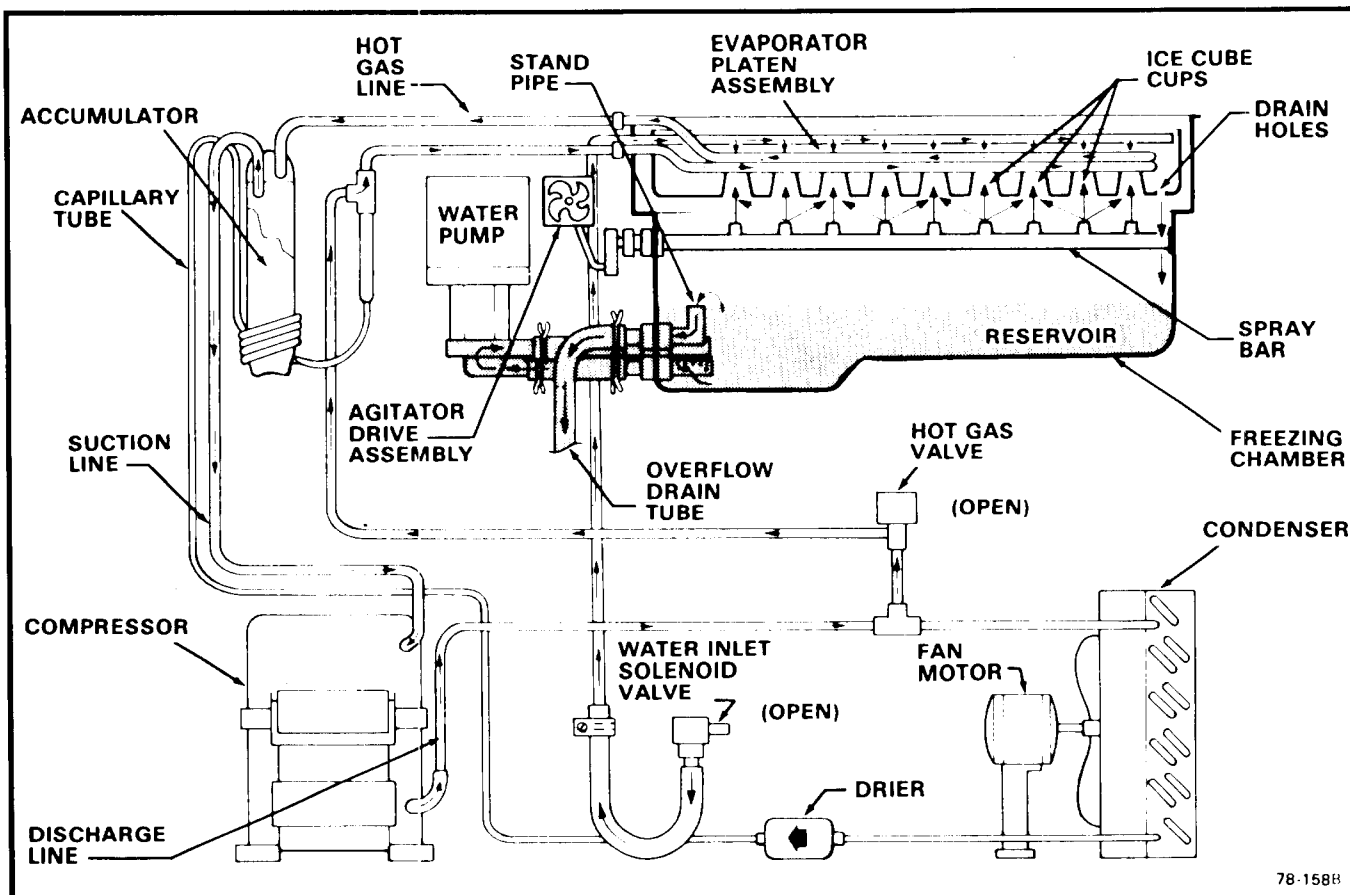 HOT
GAS
LINE
STAND
PIPE
EVAPORATOR
PLATEN
ASSEMBLY
ICE CUBE
CUPS
DRAIN
HOLES
ACCUMULATOR
CAPILLARY
TUBE
WATER
PUMP
RESERVOIR
SPRAY
BAR
AGITATOR
DRIVE
ASSEMBLY
SUCTION
LINE
OVERFLOW
DRAIN
TUBE
HOT GAS
VALVE
(OPEN)
FREEZING
CHAMBER
CONDENSER
COMPRESSOR
WATER INLET
SOLENOID
VALVE
(OPEN)
FAN
MOTOR
DRIER
DISCHARGE
LINE
78-158B